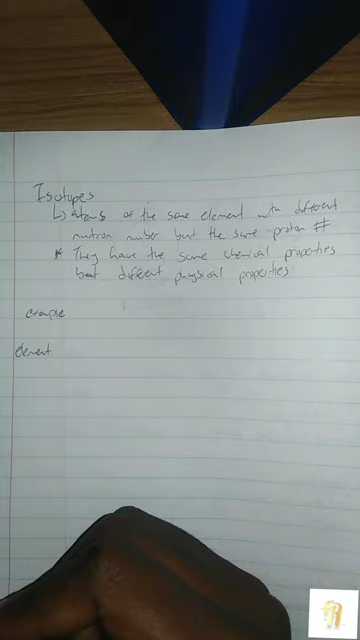 Isotopes
↳ atoms of the same element with different
nutron number but the same proton #
* They have the same chemical properties
but different physical properties
example
element